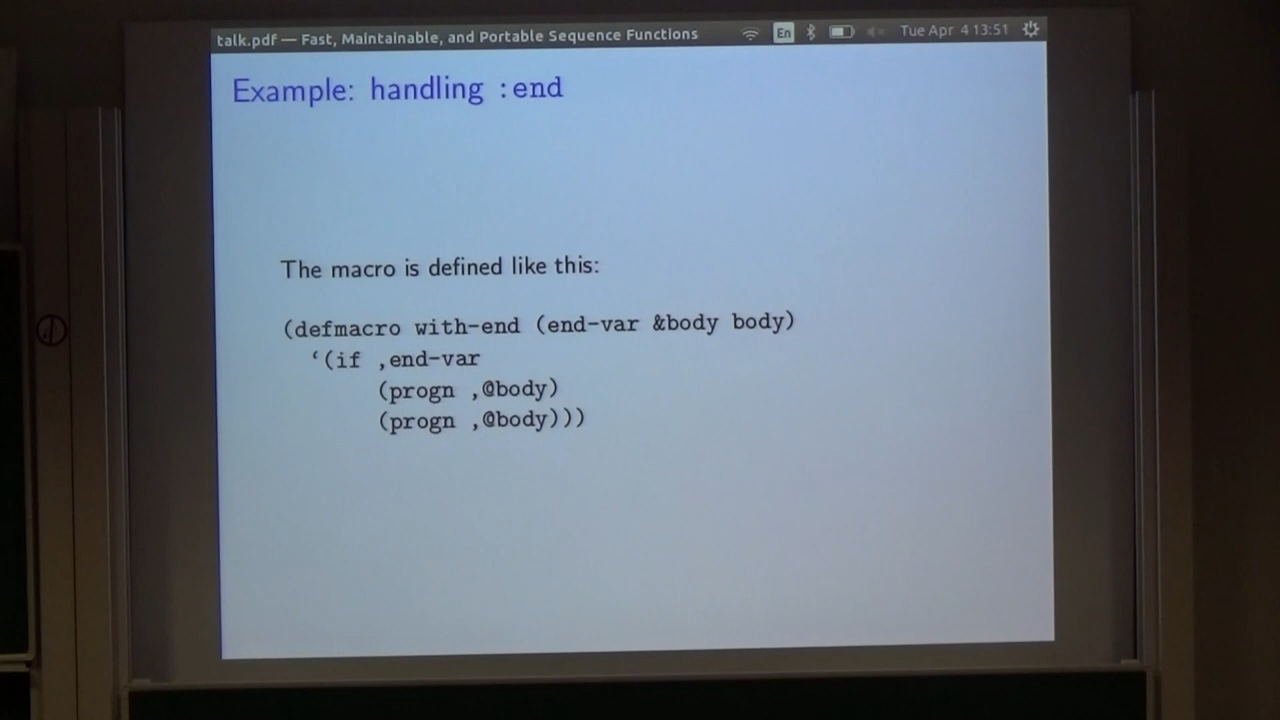 talk.pdf — Fast, Maintainable, and Portable Sequence Functions
En
Tue Apr 4 13:51
Example: handling :end
The macro is defined like this:
(defmacro with-end (end-var &body body)
‘(if ,end-var
(progn ,@body)
(progn ,@body)))